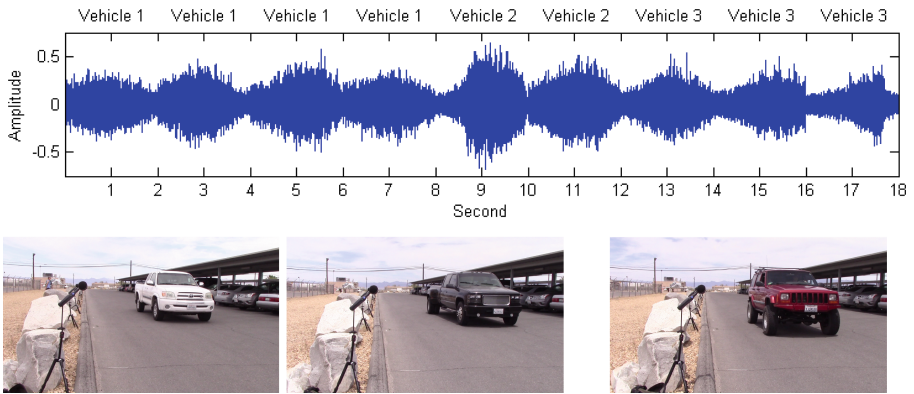 Vehicle 1 Vehicle 1 Vehicle 1 Vehicle 1 Vehicle 2 Vehicle 2 Vehicle 3 Vehicle 3 Vehicle 3
0.5
0
-0.5
Amplitude
1 2 3 4 5 6 7 8 9 10 11 12 13 14 15 16 17 18
Second